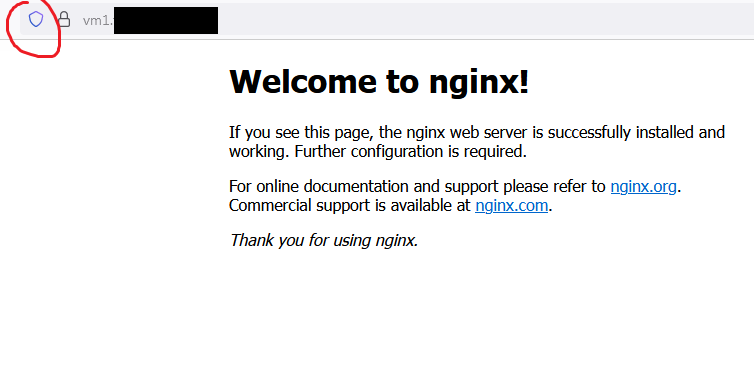 vm1.
Welcome to nginx!
If you see this page, the nginx web server is successfully installed and
working. Further configuration is required.
For online documentation and support please refer to nginx.org.
Commercial support is available at nginx.com.
Thank you for using nginx.